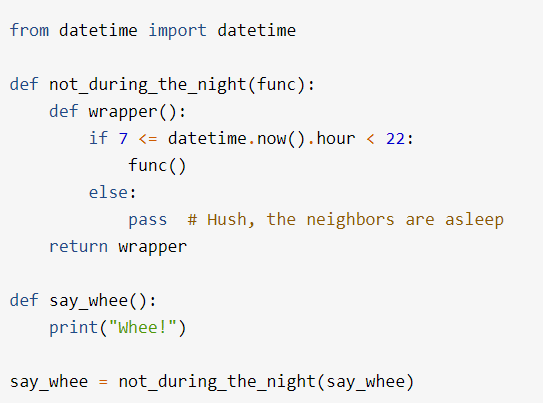 from datetime import datetime

def not_during_the_night(func):
    def wrapper():
        if 7 <= datetime.now().hour < 22:
            func()
        else:
            pass  # Hush, the neighbors are asleep
    return wrapper

def say_whee():
    print("Whee!")

say_whee = not_during_the_night(say_whee)